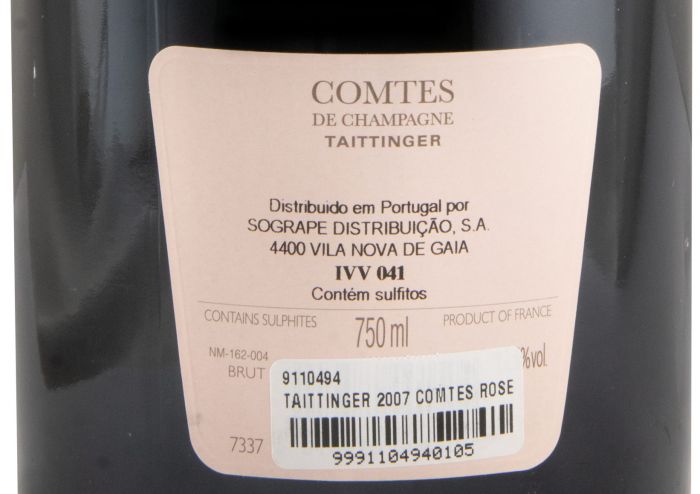 COMTES
DE CHAMPAGNE
TAITTINGER
Distribuido em Portugal por
SOGRAPE DISTRIBUIÇÃO, S.A.
4400 VILA NOVA DE GAIA
IVV 041
Contém sulfitos
CONTAINS SULPHITES 750 ml PRODUCT OF FRANCE
NM-162-004 %vol.
BRUT
9110494
TAITTINGER 2007 COMTES ROSE
7337
9991104940105